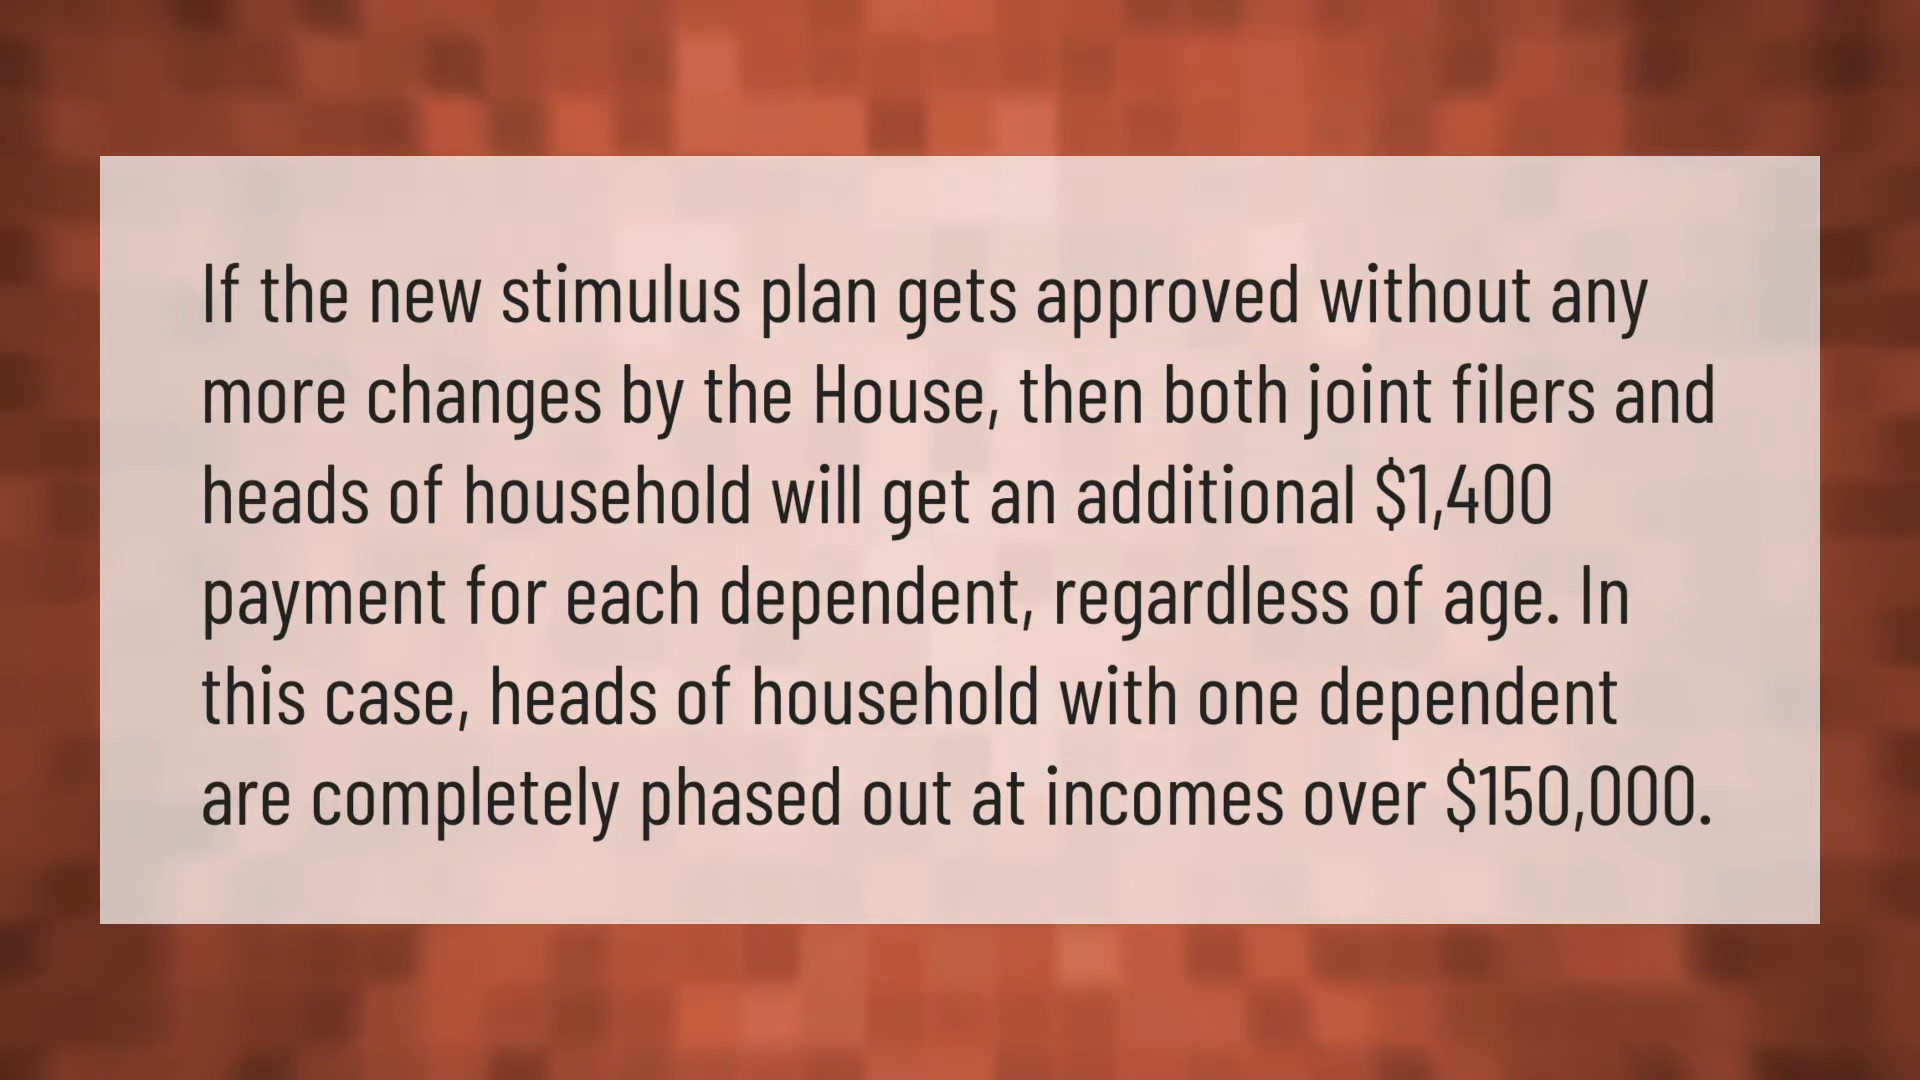 If the new stimulus plan gets approved without any
more changes by the House, then both joint filers and
heads of household will get an additional $1,400
payment for each dependent, regardless of age. In
this case, heads of household with one dependent
are completely phased out at incomes over $150,000.